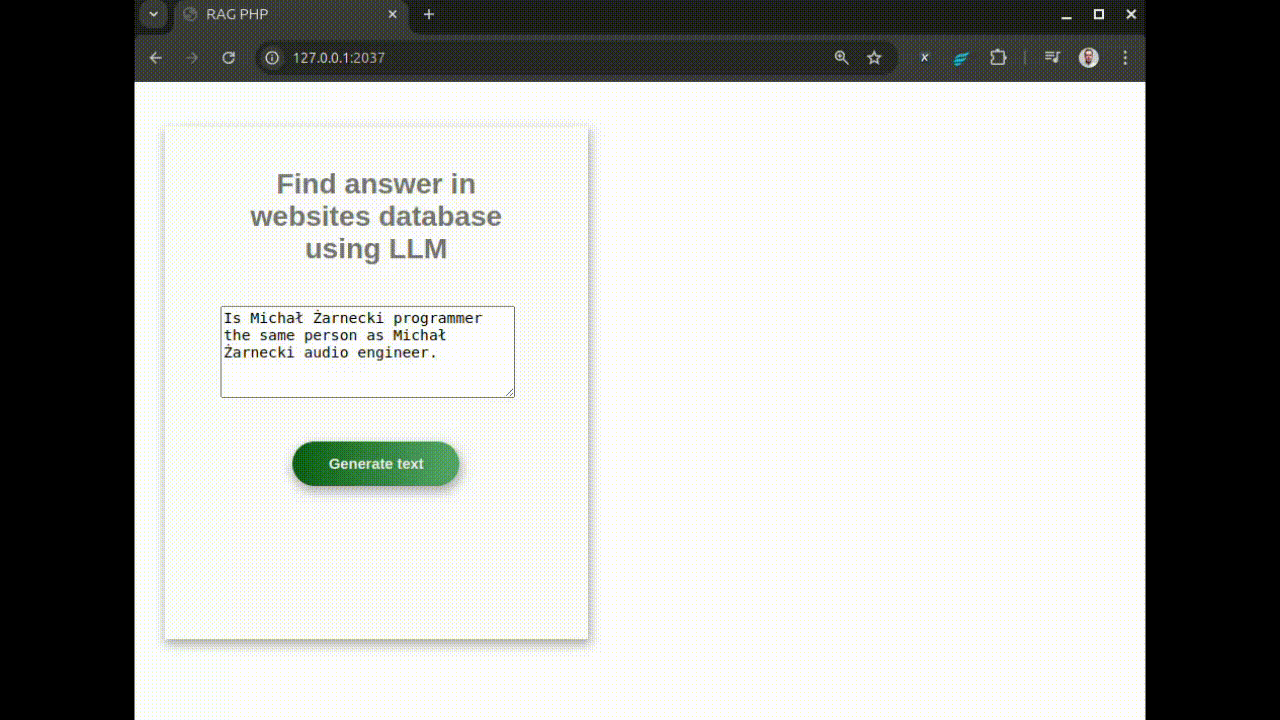 RAG PHP
127.0.0.1:2037
Find answer in
websites database
using LLM
Is Michał Żarnecki programmer
the same person as Michał
Żarnecki audio engineer.
Generate text